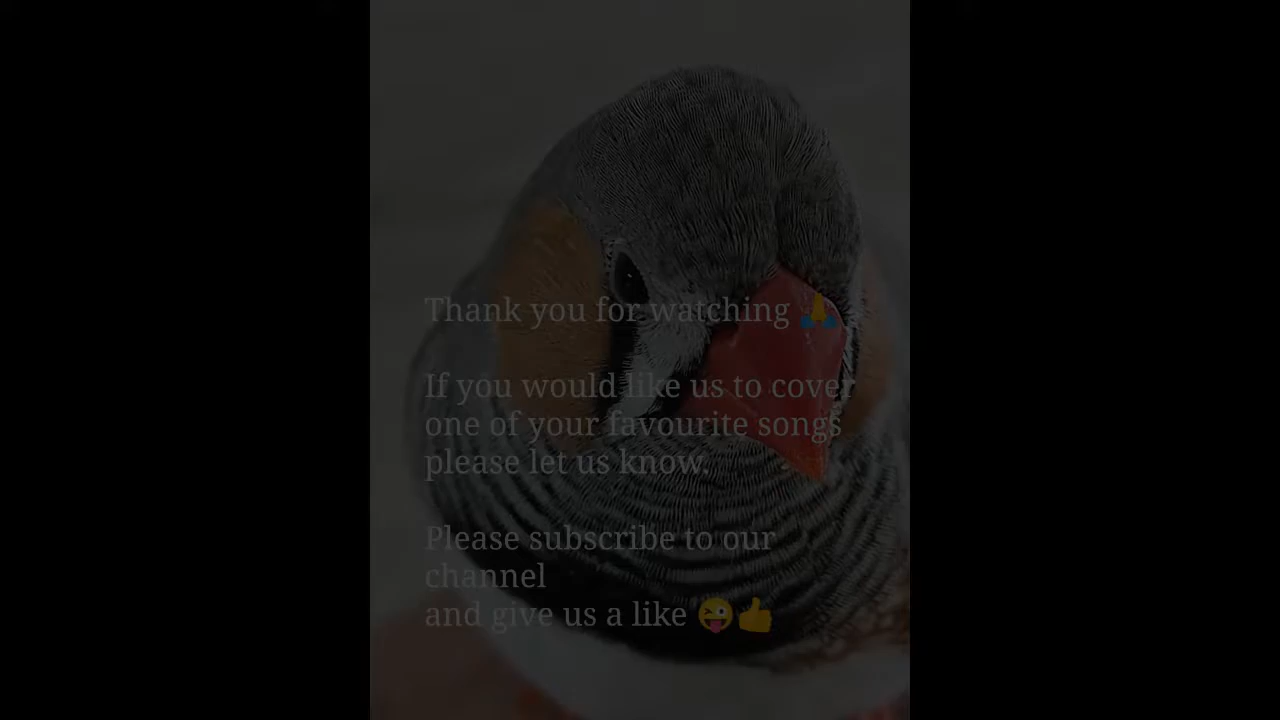 Thank you for watching 🙏
If you would like us to cover
one of your favourite songs
please let us know.
Please subscribe to our
channel
and give us a like 😜👍